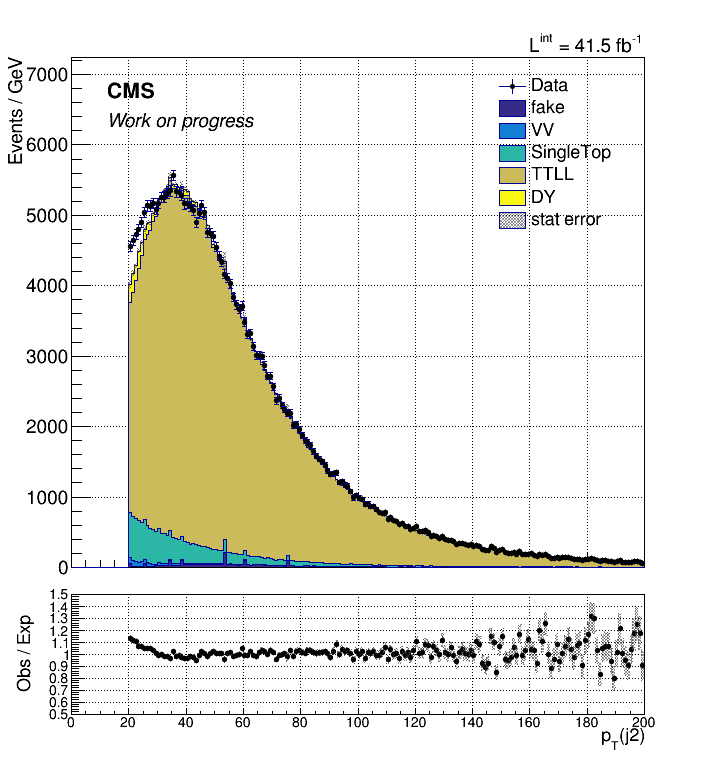 L^int = 41.5 fb^-1
Events / GeV
7000
6000
5000
4000
3000
2000
1000
0
CMS
Work on progress
Data
fake
VV
SingleTop
TTLL
DY
stat error
Obs / Exp
1.5
1.4
1.3
1.2
1.1
1
0.9
0.8
0.7
0.6
0.5
0 20 40 60 80 100 120 140 160 180 200
p_T(j2)